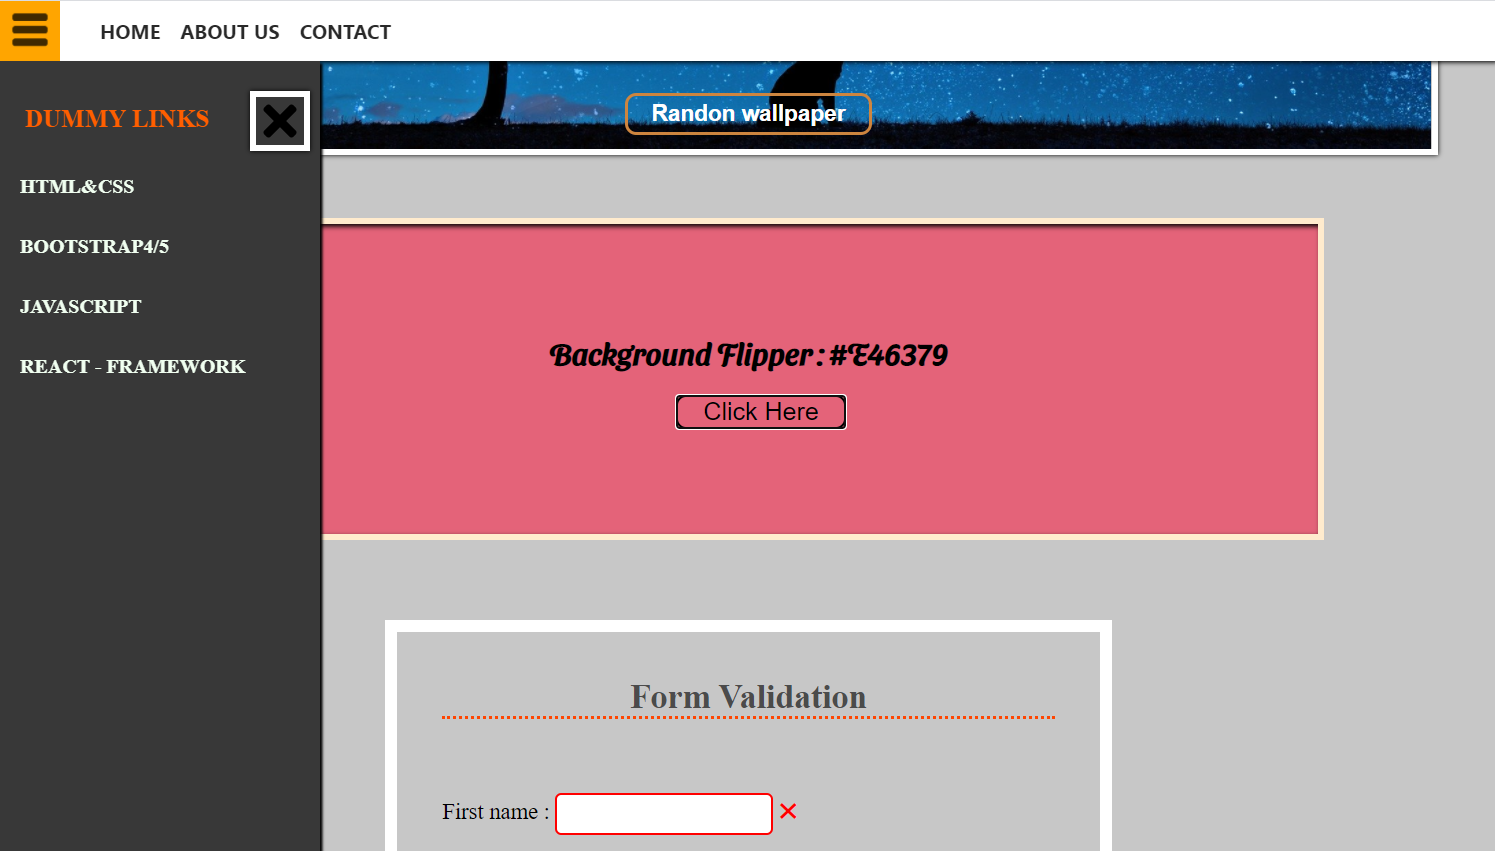 HOME ABOUT US CONTACT
DUMMY LINKS
HTML&CSS
BOOTSTRAP4/5
JAVASCRIPT
REACT - FRAMEWORK
Randon wallpaper
Background Flipper : #E46379
Click Here
Form Validation
First name :